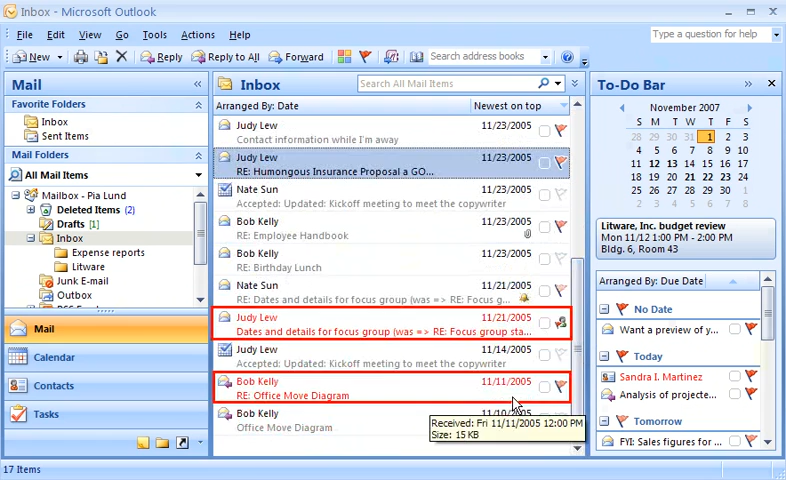 Inbox - Microsoft Outlook
File Edit View Go Tools Actions Help
Type a question for help
New Reply Reply to All Forward Search address books
Mail
Favorite Folders
Inbox
Sent Items
Mail Folders
All Mail Items
Mailbox - Pia Lund
Deleted Items (2)
Drafts [1]
Inbox
Expense reports
Litware
Junk E-mail
Outbox
Mail
Calendar
Contacts
Tasks
17 Items
Inbox
Search All Mail Items
Arranged By: Date Newest on top
Judy Lew 11/23/2005
Contact information while I'm away
Judy Lew 11/23/2005
RE: Humongous Insurance Proposal a GO...
Nate Sun 11/23/2005
Accepted: Updated: Kickoff meeting to meet the copywriter
Bob Kelly 11/23/2005
RE: Employee Handbook
Bob Kelly 11/23/2005
RE: Birthday Lunch
Nate Sun 11/21/2005
RE: Dates and details for focus group (was => RE: Focus g...
Judy Lew 11/21/2005
Dates and details for focus group (was => RE: Focus group sta...
Judy Lew 11/14/2005
Accepted: Updated: Kickoff meeting to meet the copywriter
Bob Kelly 11/11/2005
RE: Office Move Diagram
Bob Kelly 11/10/2005
Office Move Diagram
Received: Fri 11/11/2005 12:00 PM
Size: 15 KB
To-Do Bar
November 2007
S M T W T F S
28 29 30 31 1 2 3
4 5 6 7 8 9 10
11 12 13 14 15 16 17
18 19 20 21 22 23 24
25 26 27 28 29 30 1
2 3 4 5 6 7 8
Litware, Inc. budget review
Mon 11/12 1:00 PM - 2:00 PM
Bldg. 6, Room 43
Arranged By: Due Date
No Date
Want a preview of y...
Today
Sandra I. Martinez
Analysis of projecte...
Tomorrow
FYI: Sales figures for ...